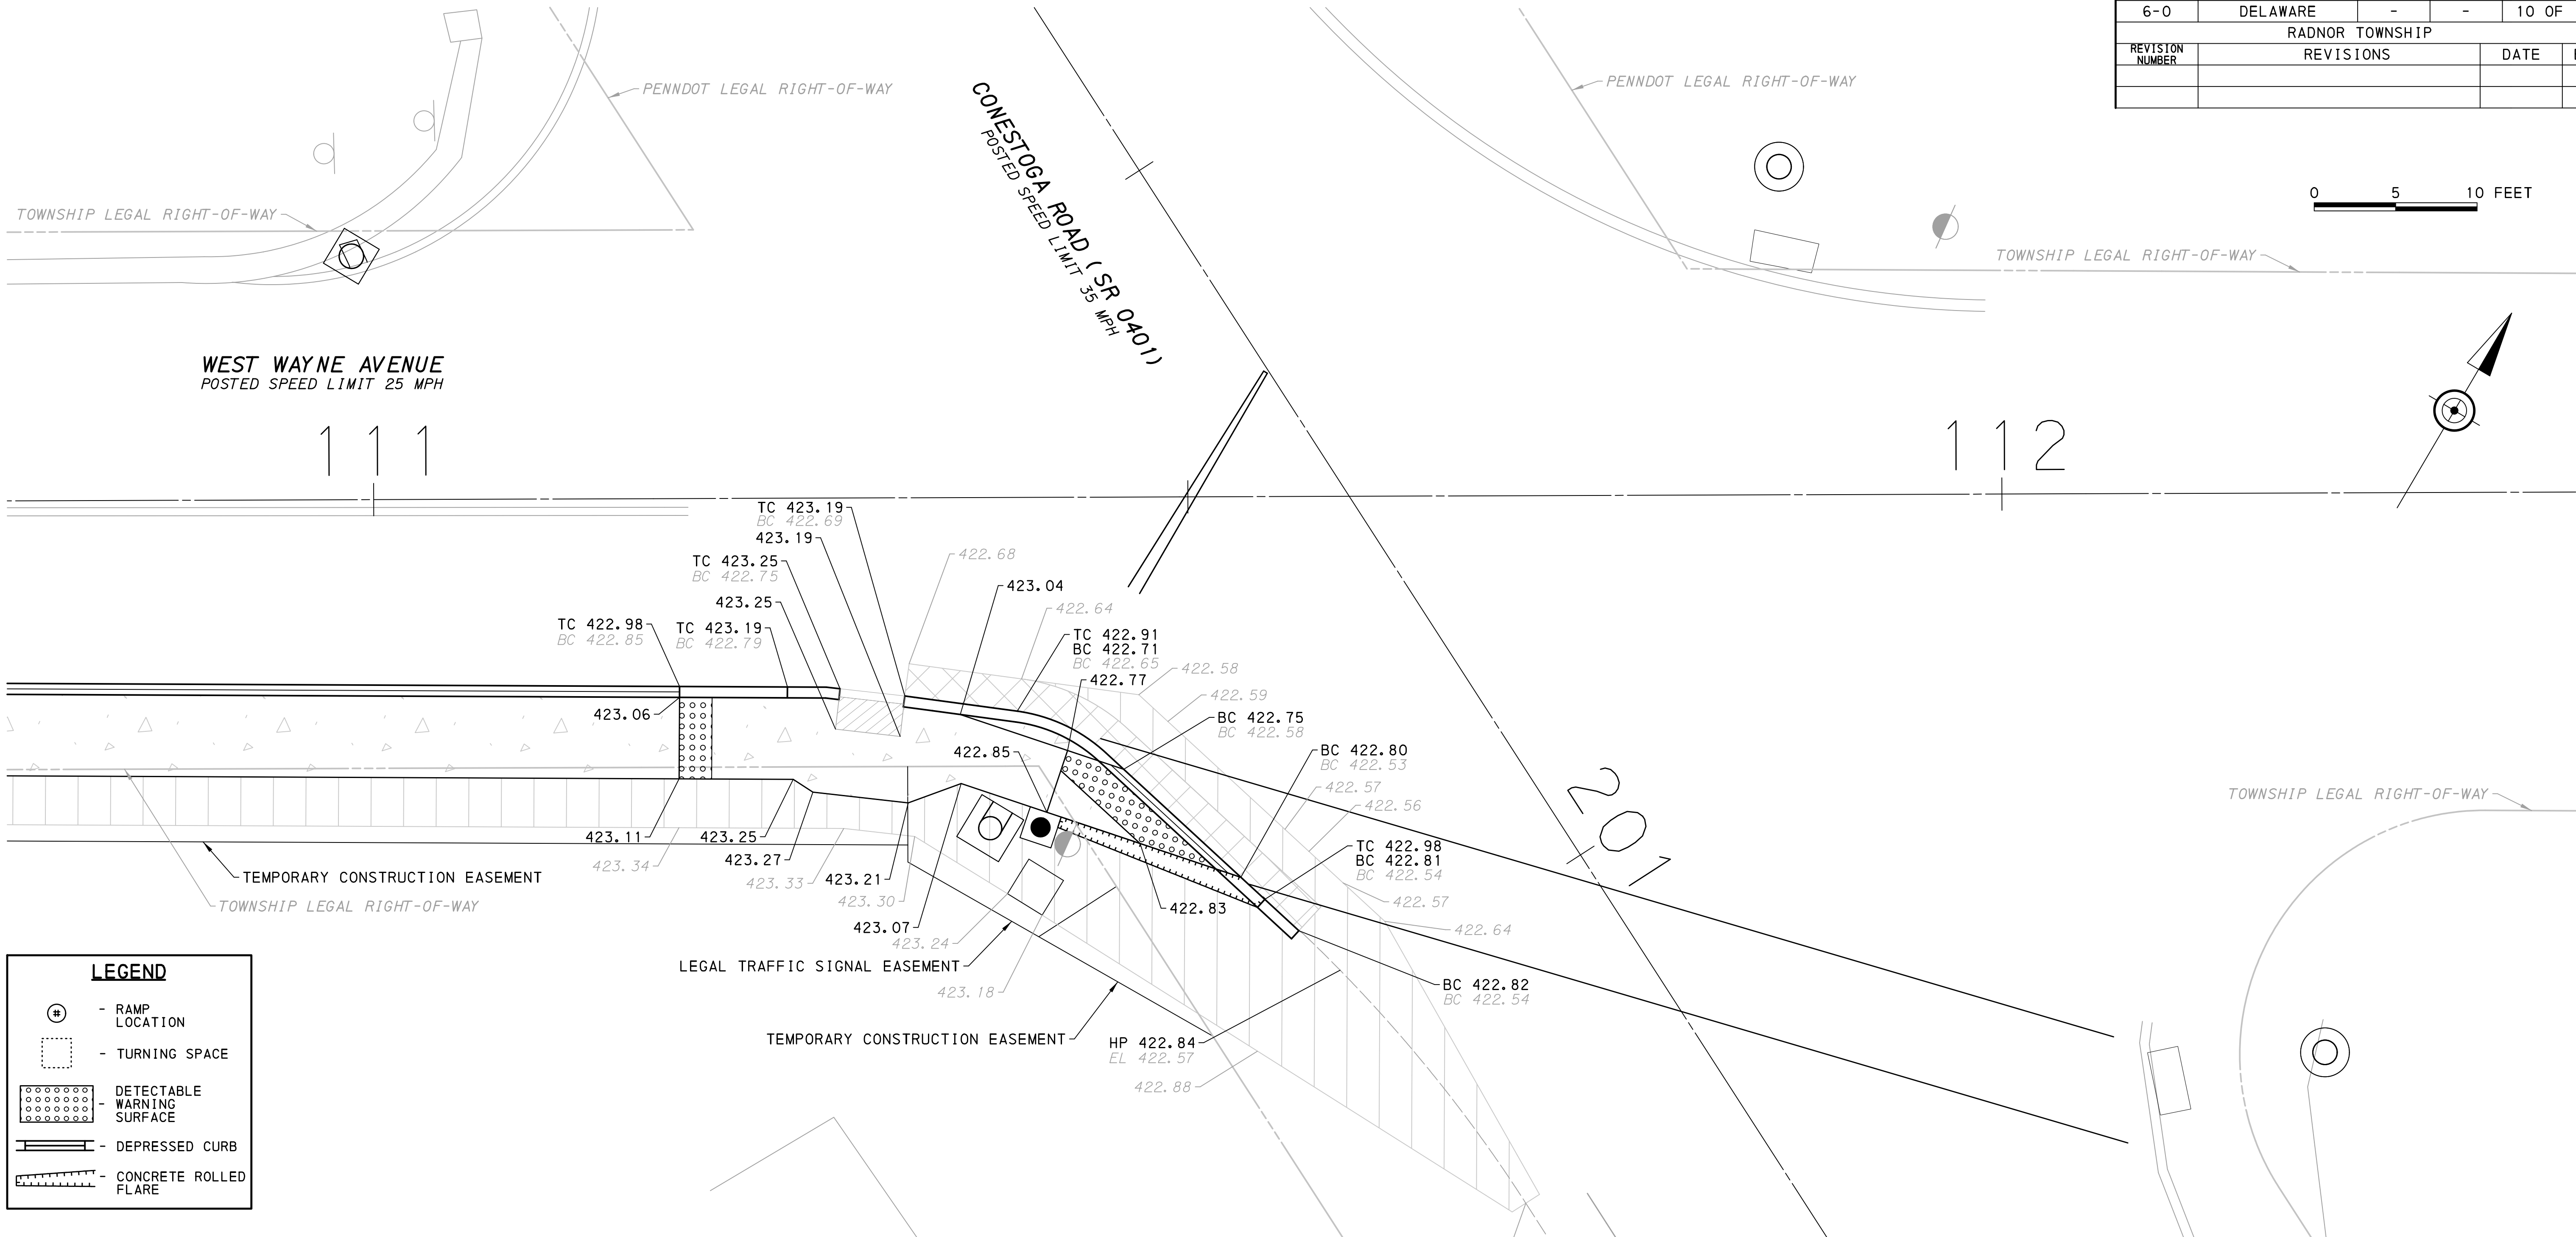 6-0 DELAWARE - - 10 OF
RADNOR TOWNSHIP
REVISION NUMBER REVISIONS DATE
0 5 10 FEET
PENNDOT LEGAL RIGHT-OF-WAY
PENNDOT LEGAL RIGHT-OF-WAY
TOWNSHIP LEGAL RIGHT-OF-WAY
TOWNSHIP LEGAL RIGHT-OF-WAY
CONESTOGA ROAD (SR 0401)
POSTED SPEED LIMIT 35 MPH
WEST WAYNE AVENUE
POSTED SPEED LIMIT 25 MPH
111
112
TC 423.19
BC 422.69
423.19
TC 423.25
BC 422.75
423.25
TC 422.98
BC 422.85
TC 423.19
BC 422.79
422.68
423.04
422.64
TC 422.91
BC 422.71
BC 422.65
422.77
422.58
422.59
BC 422.75
BC 422.58
423.06
422.85
BC 422.80
BC 422.53
422.57
422.56
201
TOWNSHIP LEGAL RIGHT-OF-WAY
423.11
423.34
423.25
423.27
423.33
423.21
423.30
423.07
423.24
TC 422.98
BC 422.81
BC 422.54
422.57
422.83
422.64
TEMPORARY CONSTRUCTION EASEMENT
TOWNSHIP LEGAL RIGHT-OF-WAY
LEGAL TRAFFIC SIGNAL EASEMENT
423.18
BC 422.82
BC 422.54
TEMPORARY CONSTRUCTION EASEMENT
HP 422.84
EL 422.57
422.88
LEGEND
# - RAMP
LOCATION
- TURNING SPACE
DETECTABLE
- WARNING
SURFACE
- DEPRESSED CURB
- CONCRETE ROLLED
FLARE